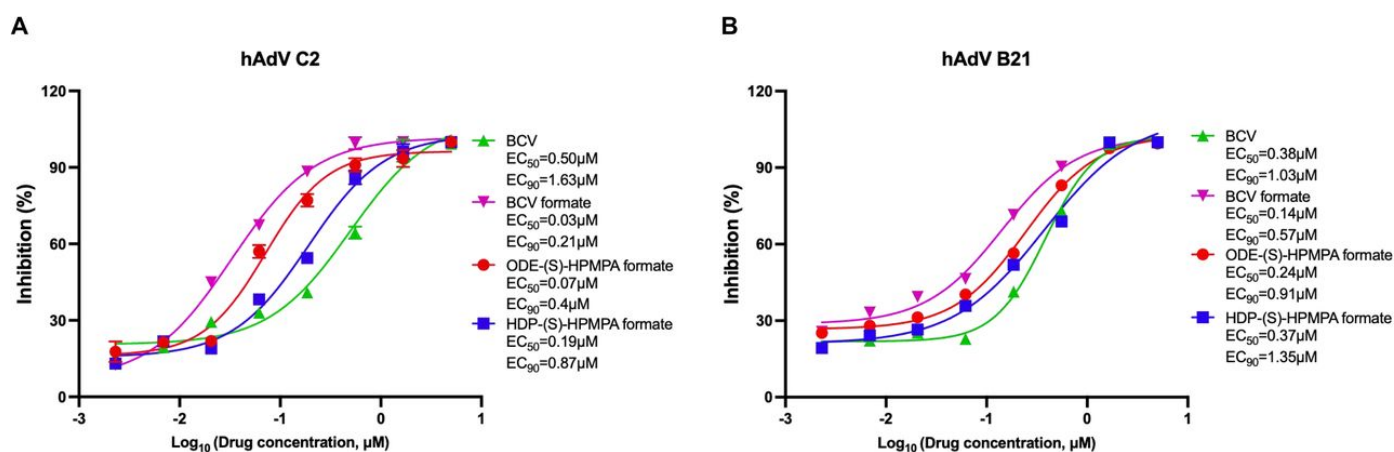 A
hAdV C2
120
90
60
30
0
Inhibition (%)
-3
-2
-1
0
1
Log10 (Drug concentration, µM)
BCV
EC50=0.50µM
EC90=1.63µM
BCV formate
EC50=0.03µM
EC90=0.21µM
ODE-(S)-HPMPA formate
EC50=0.07µM
EC90=0.4µM
HDP-(S)-HPMPA formate
EC50=0.19µM
EC90=0.87µM
B
hAdV B21
120
90
60
30
0
Inhibition (%)
-3
-2
-1
0
1
Log10 (Drug concentration, µM)
BCV
EC50=0.38µM
EC90=1.03µM
BCV formate
EC50=0.14µM
EC90=0.57µM
ODE-(S)-HPMPA formate
EC50=0.24µM
EC90=0.91µM
HDP-(S)-HPMPA formate
EC50=0.37µM
EC90=1.35µM